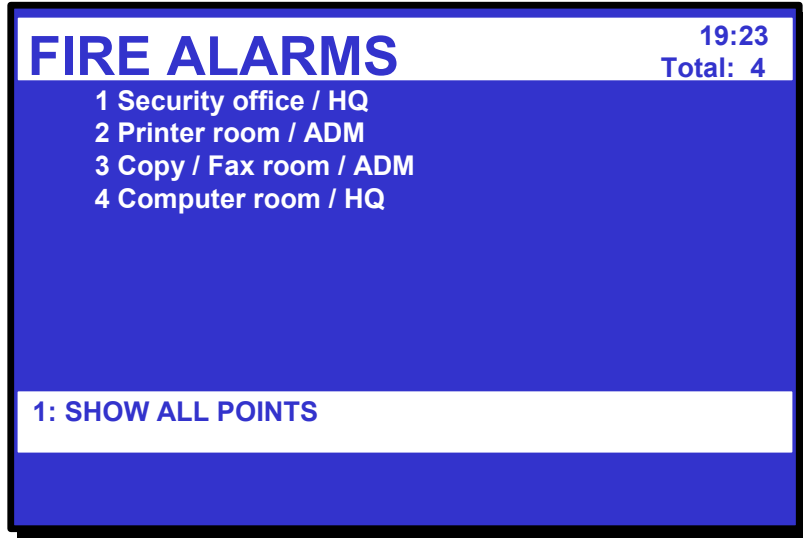 FIRE ALARMS
19:23
Total: 4
1 Security office / HQ
2 Printer room / ADM
3 Copy / Fax room / ADM
4 Computer room / HQ
1: SHOW ALL POINTS